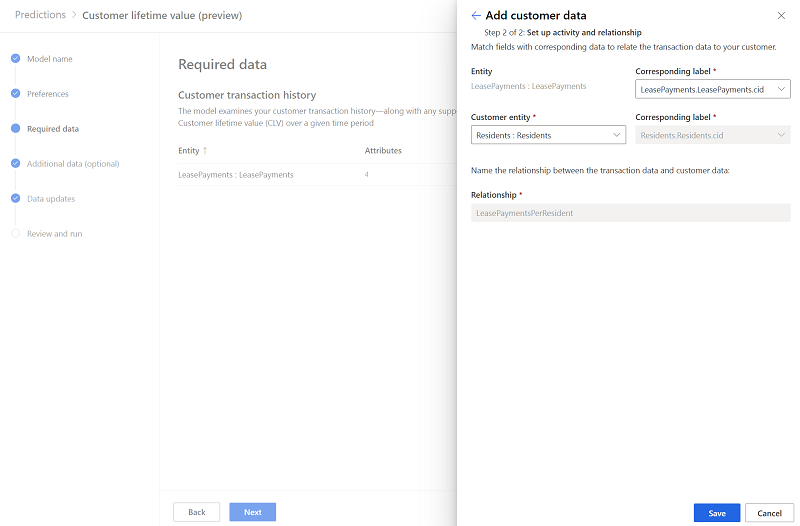 Predictions > Customer lifetime value (preview)
Model name
Preferences
Required data
Additional data (optional)
Data updates
Review and run
Required data
Customer transaction history
The model examines your customer transaction history—along with any supp
Customer lifetime value (CLV) over a given time period
Entity ↑ Attributes
LeasePayments : LeasePayments 4
Back Next
← Add customer data
Step 2 of 2: Set up activity and relationship
Match fields with corresponding data to relate the transaction data to your customer.
Entity Corresponding label *
LeasePayments : LeasePayments LeasePayments.LeasePayments.cid
Customer entity * Corresponding label *
Residents : Residents Residents.Residents.cid
Name the relationship between the transaction data and customer data:
Relationship *
LeasePaymentsPerResident
Save Cancel